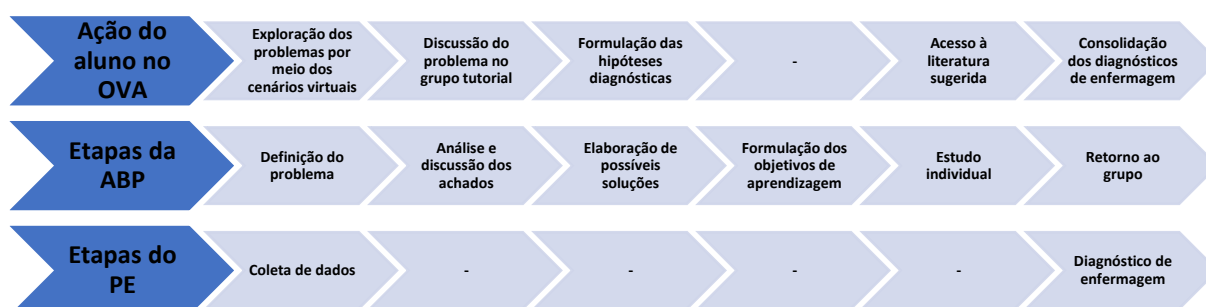 Ação do
aluno no
OVA
Exploração dos
problemas por
meio dos
cenários virtuais
Discussão do
problema no
grupo tutorial
Formulação das
hipóteses
diagnósticas
-
Acesso à
literatura
sugerida
Consolidação
dos diagnósticos
de enfermagem
Etapas da
ABP
Definição do
problema
Análise e
discussão dos
achados
Elaboração de
possíveis
soluções
Formulação dos
objetivos de
aprendizagem
Estudo
individual
Retorno ao
grupo
Etapas do
PE
Coleta de dados
-
-
-
-
Diagnóstico de
enfermagem